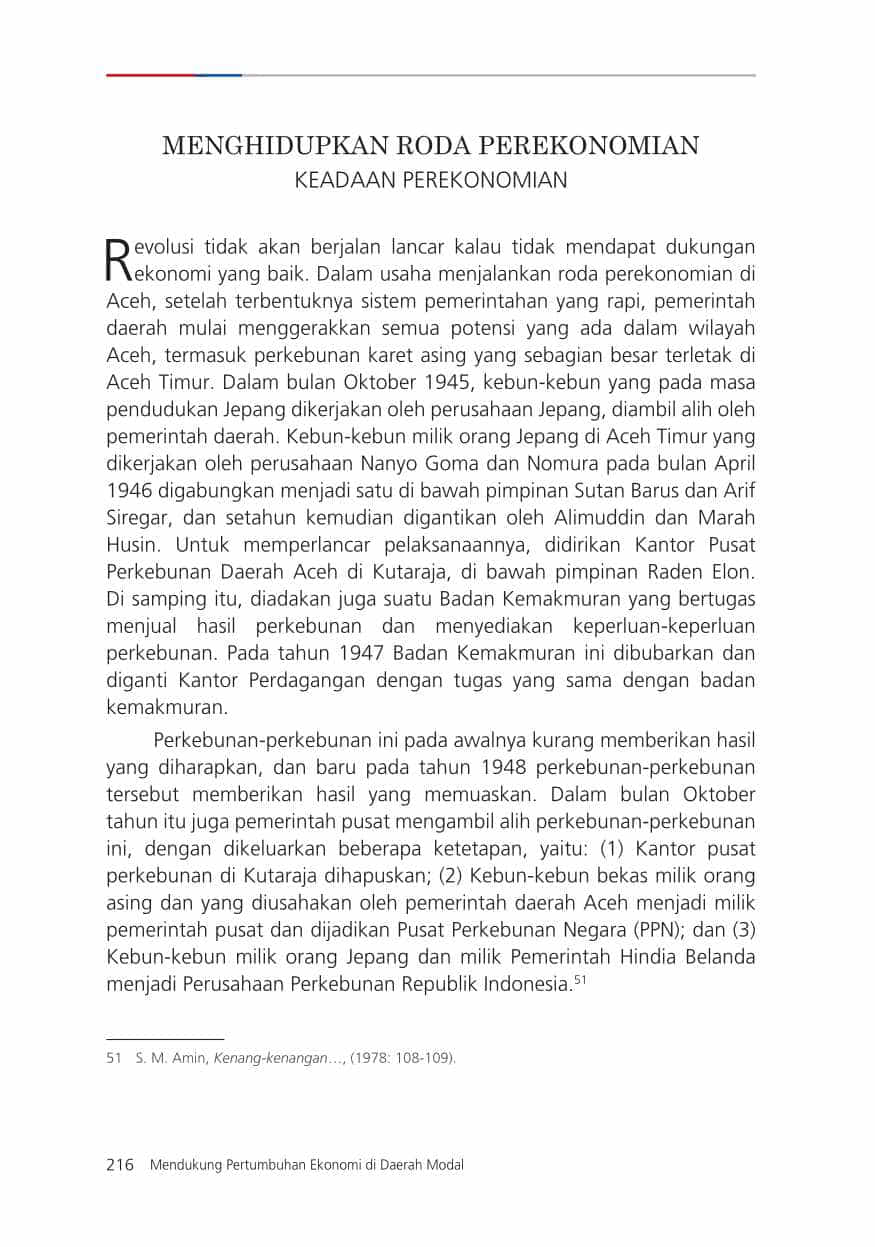 MENGHIDUPKAN RODA PEREKONOMIAN
KEADAAN PEREKONOMIAN
Revolusi tidak akan berjalan lancar kalau tidak mendapat dukungan
ekonomi yang baik. Dalam usaha menjalankan roda perekonomian di
Aceh, setelah terbentuknya sistem pemerintahan yang rapi, pemerintah
daerah mulai menggerakkan semua potensi yang ada dalam wilayah
Aceh, termasuk perkebunan karet asing yang sebagian besar terletak di
Aceh Timur. Dalam bulan Oktober 1945, kebun-kebun yang pada masa
pendudukan Jepang dikerjakan oleh perusahaan Jepang, diambil alih oleh
pemerintah daerah. Kebun-kebun milik orang Jepang di Aceh Timur yang
dikerjakan oleh perusahaan Nanyo Goma dan Nomura pada bulan April
1946 digabungkan menjadi satu di bawah pimpinan Sutan Barus dan Arif
Siregar, dan setahun kemudian digantikan oleh Alimuddin dan Marah
Husin. Untuk memperlancar pelaksanaannya, didirikan Kantor Pusat
Perkebunan Daerah Aceh di Kutaraja, di bawah pimpinan Raden Elon.
Di samping itu, diadakan juga suatu Badan Kemakmuran yang bertugas
menjual hasil perkebunan dan menyediakan keperluan-keperluan
perkebunan. Pada tahun 1947 Badan Kemakmuran ini dibubarkan dan
diganti Kantor Perdagangan dengan tugas yang sama dengan badan
kemakmuran.
Perkebunan-perkebunan ini pada awalnya kurang memberikan hasil
yang diharapkan, dan baru pada tahun 1948 perkebunan-perkebunan
tersebut memberikan hasil yang memuaskan. Dalam bulan Oktober
tahun itu juga pemerintah pusat mengambil alih perkebunan-perkebunan
ini, dengan dikeluarkan beberapa ketetapan, yaitu: (1) Kantor pusat
perkebunan di Kutaraja dihapuskan; (2) Kebun-kebun bekas milik orang
asing dan yang diusahakan oleh pemerintah daerah Aceh menjadi milik
pemerintah pusat dan dijadikan Pusat Perkebunan Negara (PPN); dan (3)
Kebun-kebun milik orang Jepang dan milik Pemerintah Hindia Belanda
menjadi Perusahaan Perkebunan Republik Indonesia.51
51 S. M. Amin, Kenang-kenangan…, (1978: 108-109).
216 Mendukung Pertumbuhan Ekonomi di Daerah Modal